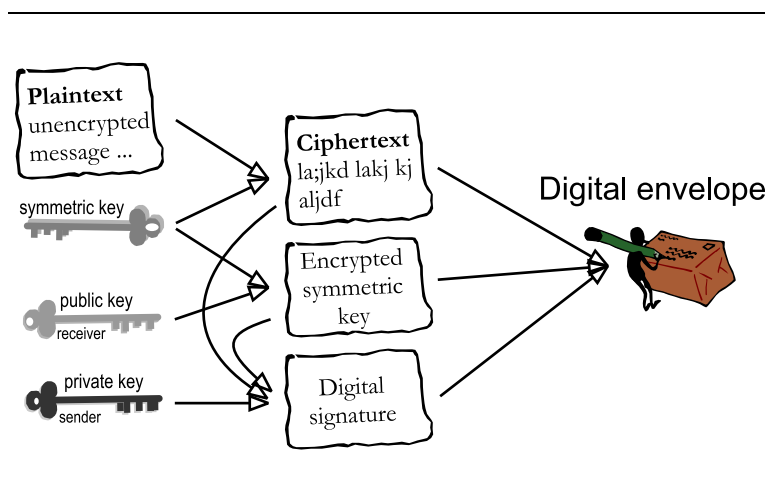 Plaintext
unencrypted
message ...
symmetric key
public key
receiver
private key
sender
Ciphertext
la;jkd lakj kj
aljdf
Encrypted
symmetric
key
Digital
signature
Digital envelope